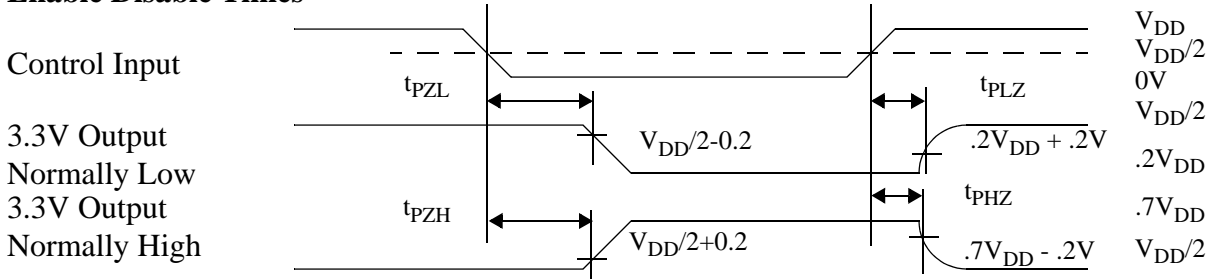 Enable Disable Times
V_DD
Control Input
V_DD/2
0V
t_PZL
t_PLZ
3.3V Output
Normally Low
V_DD/2-0.2
.2V_DD + .2V
V_DD/2
.2V_DD
3.3V Output
Normally High
t_PZH
V_DD/2+0.2
t_PHZ
.7V_DD - .2V
.7V_DD
V_DD/2